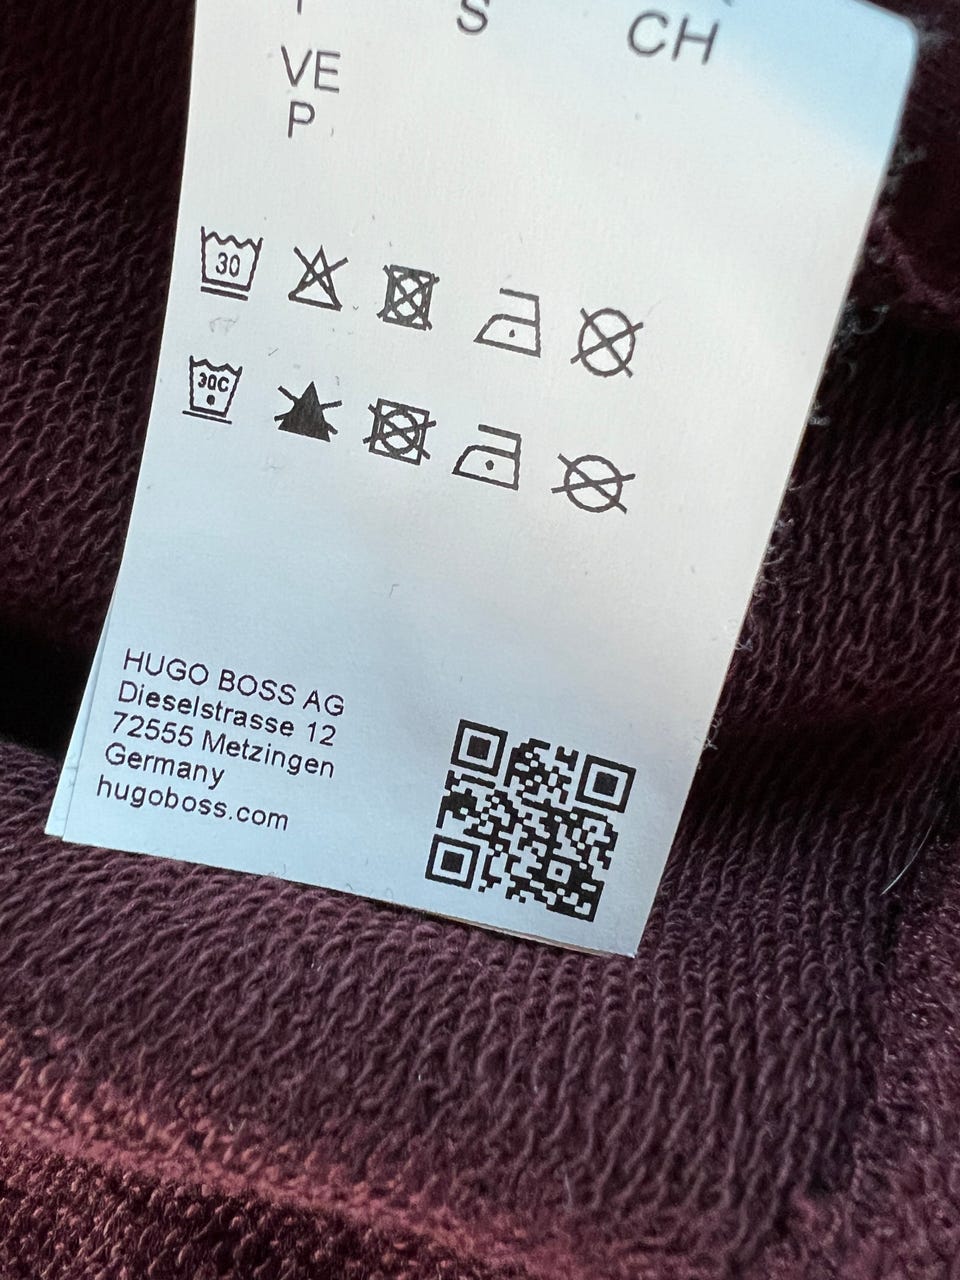 S CH
VE
P
30
30C
HUGO BOSS AG
Dieselstrasse 12
72555 Metzingen
Germany
hugoboss.com